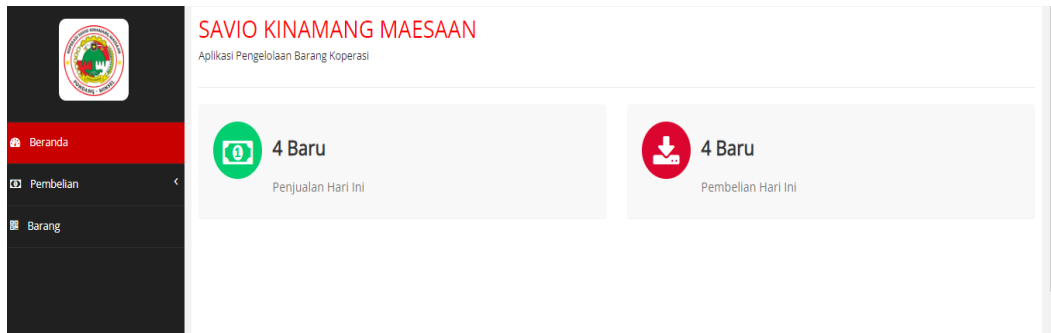 SAVIO KINAMANG MAESAAN
Aplikasi Pengelolaan Barang Koperasi
Beranda
Pembelian
Barang
4 Baru
Penjualan Hari Ini
4 Baru
Pembelian Hari Ini